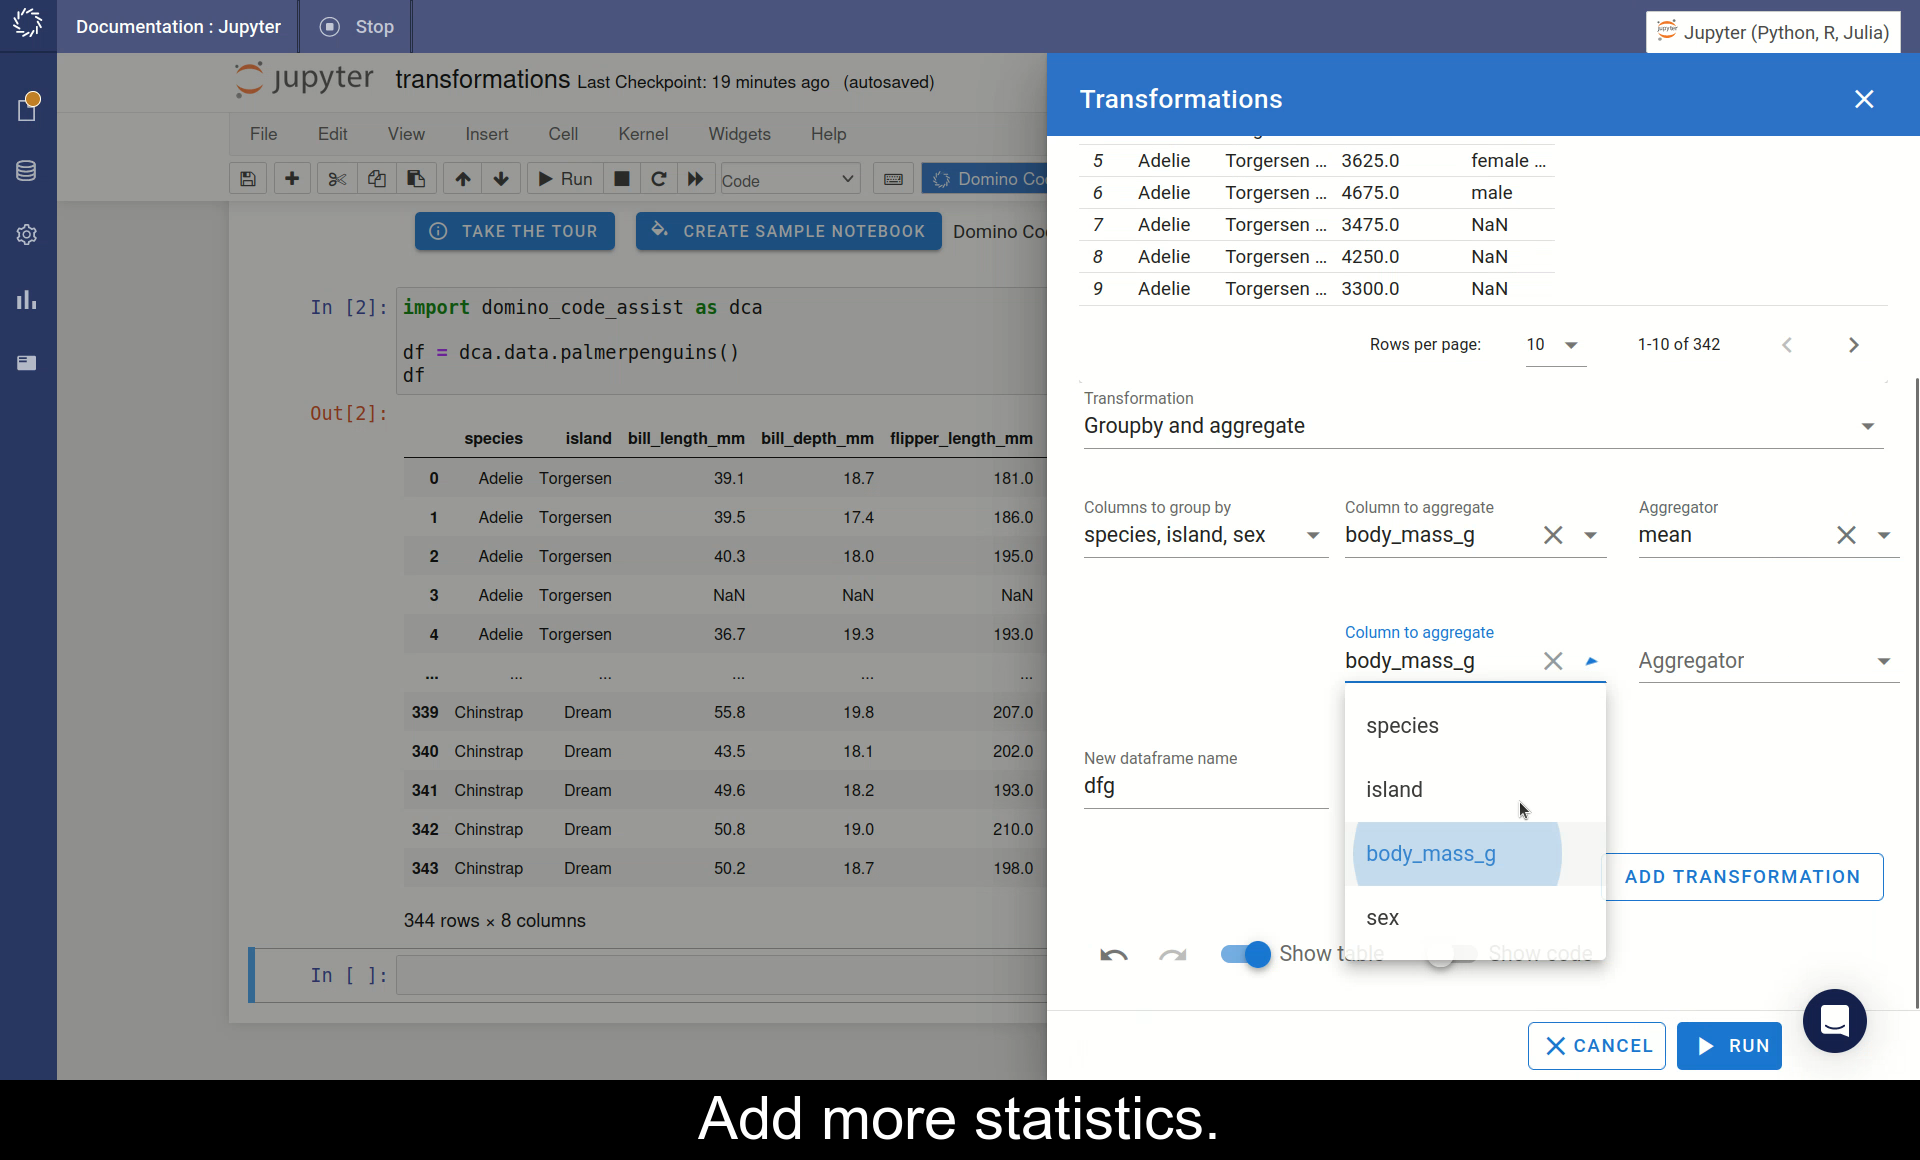 Documentation : Jupyter
Stop
Jupyter (Python, R, Julia)
jupyter transformations Last Checkpoint: 19 minutes ago (autosaved)
File Edit View Insert Cell Kernel Widgets Help
Run Code Domino Co
TAKE THE TOUR CREATE SAMPLE NOTEBOOK Domino Co
In [2]: import domino_code_assist as dca
df = dca.data.palmerpenguins()
df
Out[2]:
species island bill_length_mm bill_depth_mm flipper_length_mm
0 Adelie Torgersen 39.1 18.7 181.0
1 Adelie Torgersen 39.5 17.4 186.0
2 Adelie Torgersen 40.3 18.0 195.0
3 Adelie Torgersen NaN NaN NaN
4 Adelie Torgersen 36.7 19.3 193.0
... ... ... ... ... ...
339 Chinstrap Dream 55.8 19.8 207.0
340 Chinstrap Dream 43.5 18.1 202.0
341 Chinstrap Dream 49.6 18.2 193.0
342 Chinstrap Dream 50.8 19.0 210.0
343 Chinstrap Dream 50.2 18.7 198.0
344 rows × 8 columns
In [ ]:
Transformations
5 Adelie Torgersen ... 3625.0 female ...
6 Adelie Torgersen ... 4675.0 male
7 Adelie Torgersen ... 3475.0 NaN
8 Adelie Torgersen ... 4250.0 NaN
9 Adelie Torgersen ... 3300.0 NaN
Rows per page: 10 1-10 of 342
Transformation
Groupby and aggregate
Columns to group by Column to aggregate Aggregator
species, island, sex body_mass_g mean
Column to aggregate
body_mass_g Aggregator
species
island
body_mass_g
sex
New dataframe name
dfg
ADD TRANSFORMATION
Show table Show code
CANCEL RUN
Add more statistics.